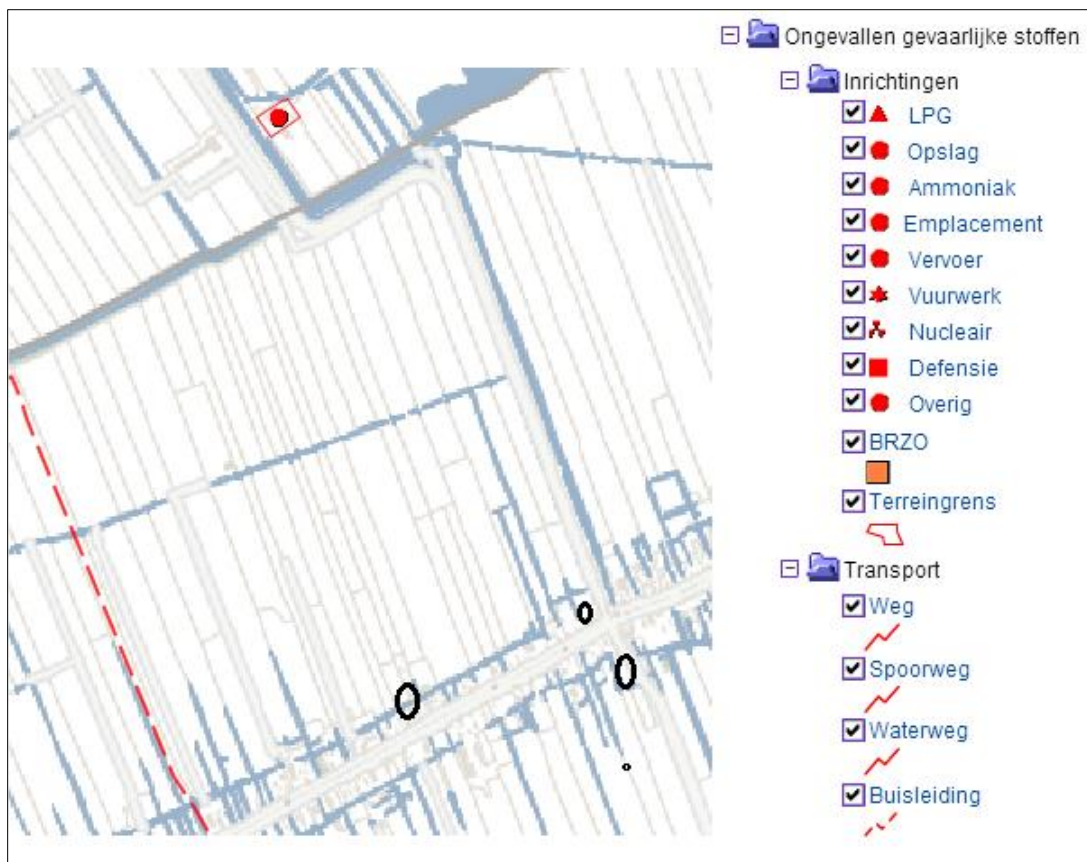 Ongevallen gevaarlijke stoffen
Inrichtingen
LPG
Opslag
Ammoniak
Emplacement
Vervoer
Vuurwerk
Nucleair
Defensie
Overig
BRZO
Terreingrens
Transport
Weg
Spoorweg
Waterweg
Buisleiding